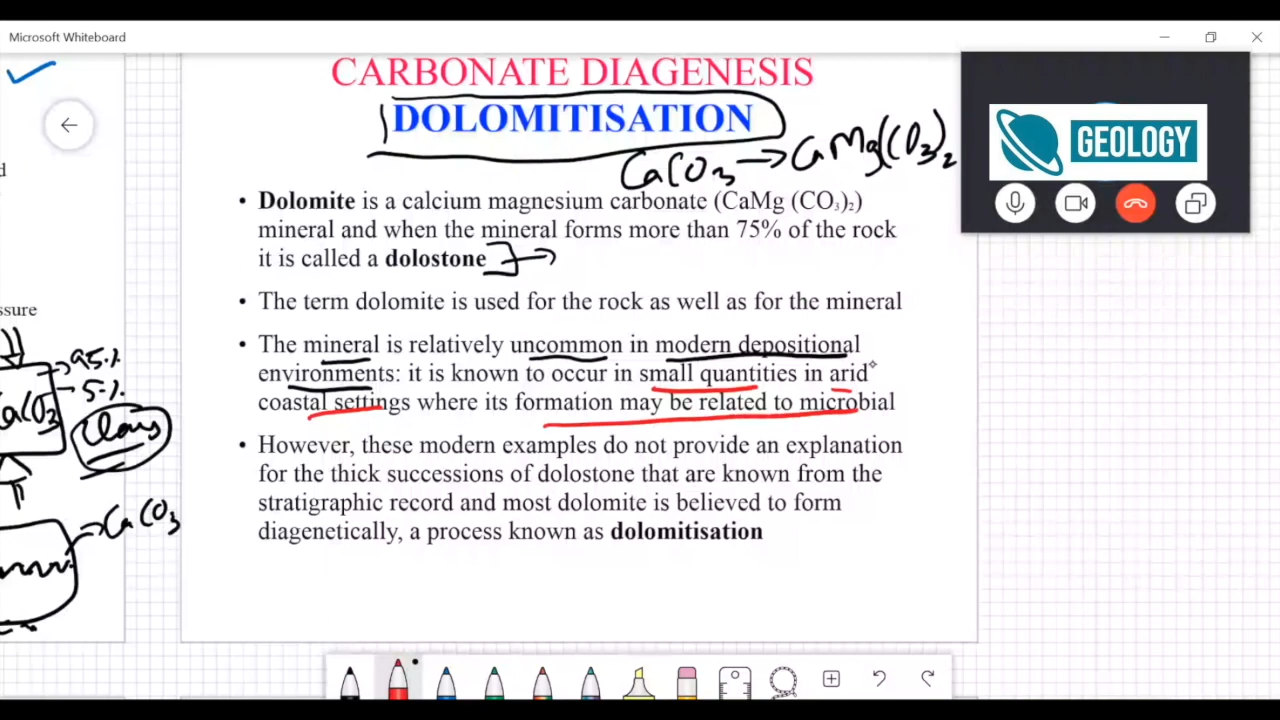 Microsoft Whiteboard
CARBONATE DIAGENESIS
DOLOMITISATION
CaCO3 → CaMg(CO3)2
GEOLOGY
• Dolomite is a calcium magnesium carbonate (CaMg (CO₃)₂)
mineral and when the mineral forms more than 75% of the rock
it is called a dolostone
• The term dolomite is used for the rock as well as for the mineral
• The mineral is relatively uncommon in modern depositional
environments: it is known to occur in small quantities in arid
coastal settings where its formation may be related to microbial
• However, these modern examples do not provide an explanation
for the thick successions of dolostone that are known from the
stratigraphic record and most dolomite is believed to form
diagenetically, a process known as dolomitisation
d
ssure
95%
5%
CaCO3
Clay
CaCO3